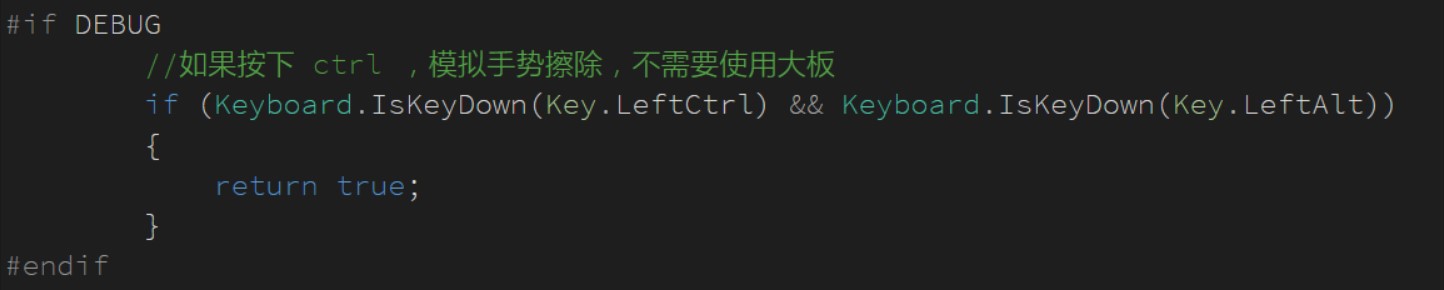 #if DEBUG
//如果按下 ctrl ，模拟手势擦除，不需要使用大板
if (Keyboard.IsKeyDown(Key.LeftCtrl) && Keyboard.IsKeyDown(Key.LeftAlt))
{
return true;
}
#endif